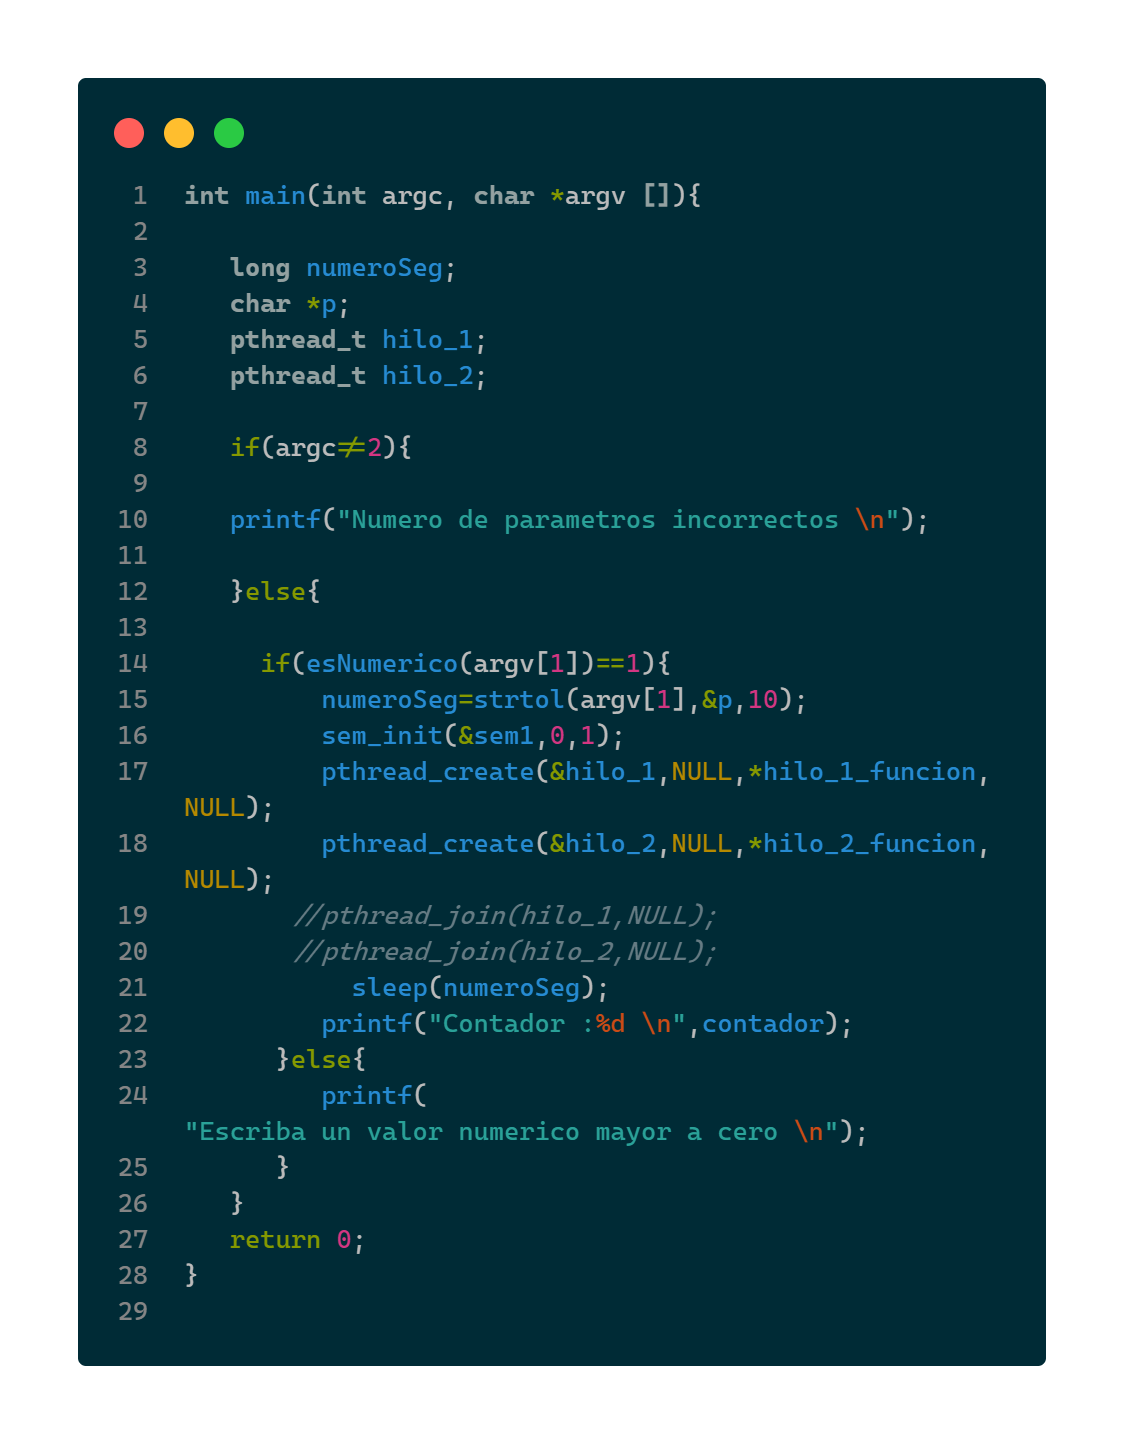 1 int main(int argc, char *argv []){
2
3    long numeroSeg;
4    char *p;
5    pthread_t hilo_1;
6    pthread_t hilo_2;
7
8    if(argc≠2){
9
10    printf("Numero de parametros incorrectos \n");
11
12    }else{
13
14      if(esNumerico(argv[1])==1){
15          numeroSeg=strtol(argv[1],&p,10);
16          sem_init(&sem1,0,1);
17          pthread_create(&hilo_1,NULL,*hilo_1_funcion,
NULL);
18          pthread_create(&hilo_2,NULL,*hilo_2_funcion,
NULL);
19        //pthread_join(hilo_1,NULL);
20        //pthread_join(hilo_2,NULL);
21            sleep(numeroSeg);
22          printf("Contador :%d \n",contador);
23       }else{
24          printf(
"Escriba un valor numerico mayor a cero \n");
25       }
26    }
27    return 0;
28 }
29